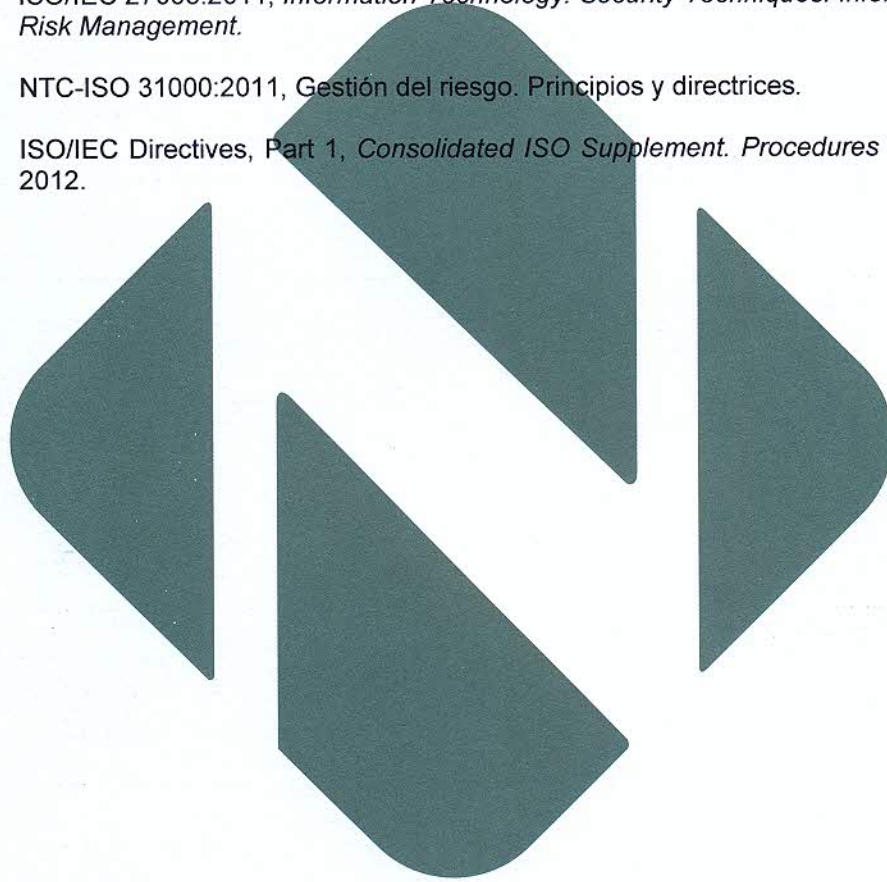 Risk Management.
NTC-ISO 31000:2011, Gestión del riesgo. Principios y directrices.
ISO/IEC Directives, Part 1, Consolidated ISO Supplement. Procedures
2012.